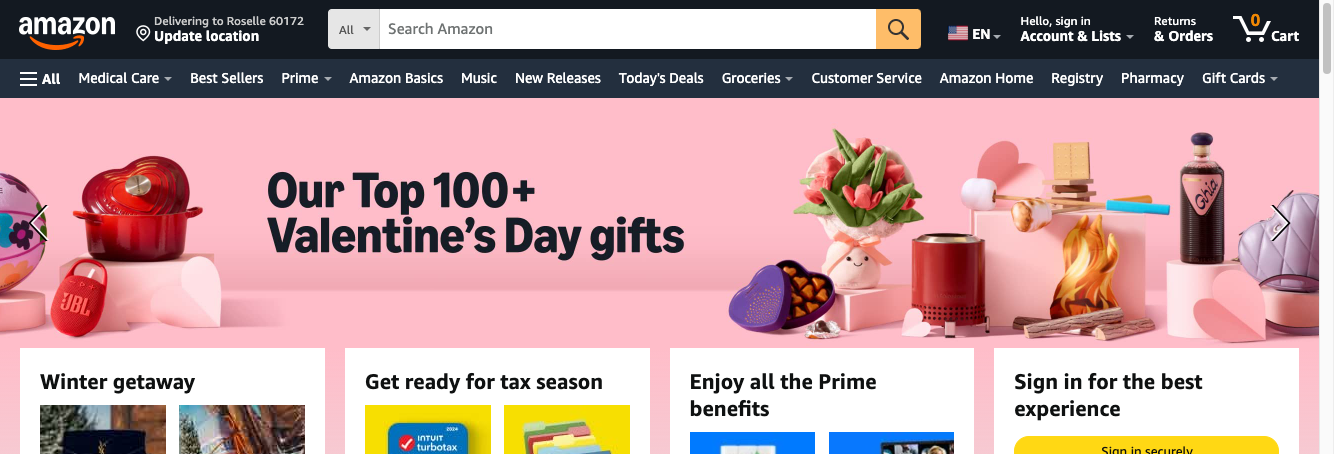 amazon
Delivering to Roselle 60172
Update location
All
Search Amazon
EN
Hello, sign in
Account & Lists
Returns
& Orders
0
Cart
All
Medical Care
Best Sellers
Prime
Amazon Basics
Music
New Releases
Today's Deals
Groceries
Customer Service
Amazon Home
Registry
Pharmacy
Gift Cards
Our Top 100+
Valentine's Day gifts
JBL
Ghia
Winter getaway
Get ready for tax season
2024
INTUIT
turbotax
Enjoy all the Prime
benefits
Sign in for the best
experience
Sign in securely